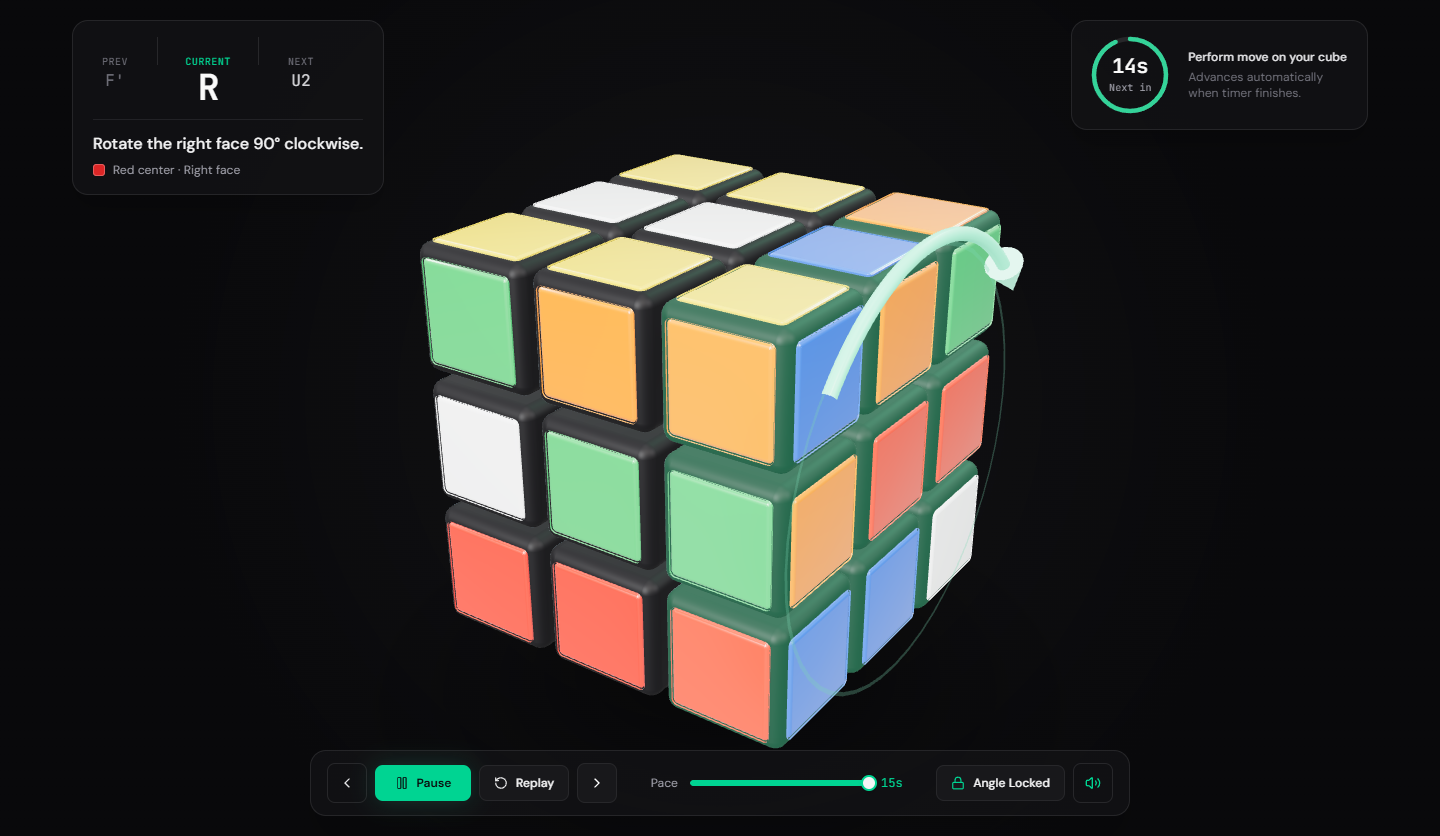 PREV
F'
CURRENT
R
NEXT
U2
Rotate the right face 90° clockwise.
Red center · Right face
14s
Next in
Perform move on your cube
Advances automatically
when timer finishes.
Pause
Replay
Pace
15s
Angle Locked